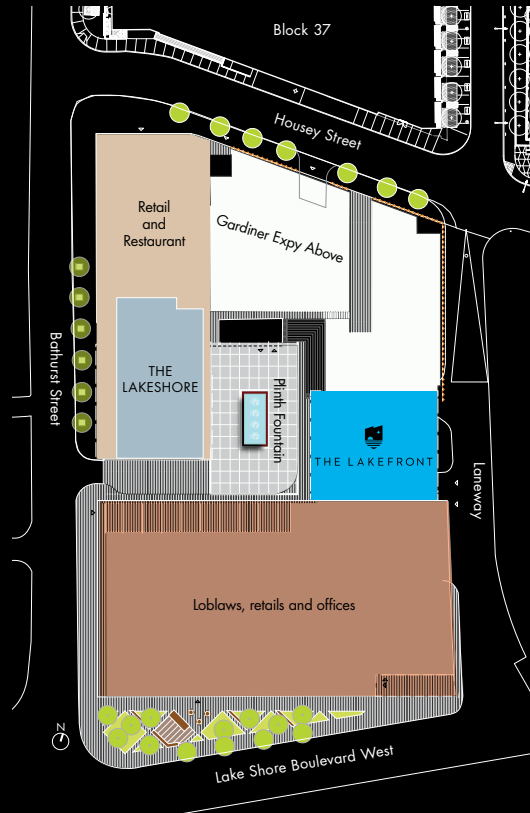 Block 37
Housey Street
Retail
and
Restaurant
Gardiner Expy Above
Bathurst Street
THE
LAKESHORE
Plinth Fountain
THE LAKEFRONT
Laneway
Loblaws, retails and offices
N
Lake Shore Boulevard West